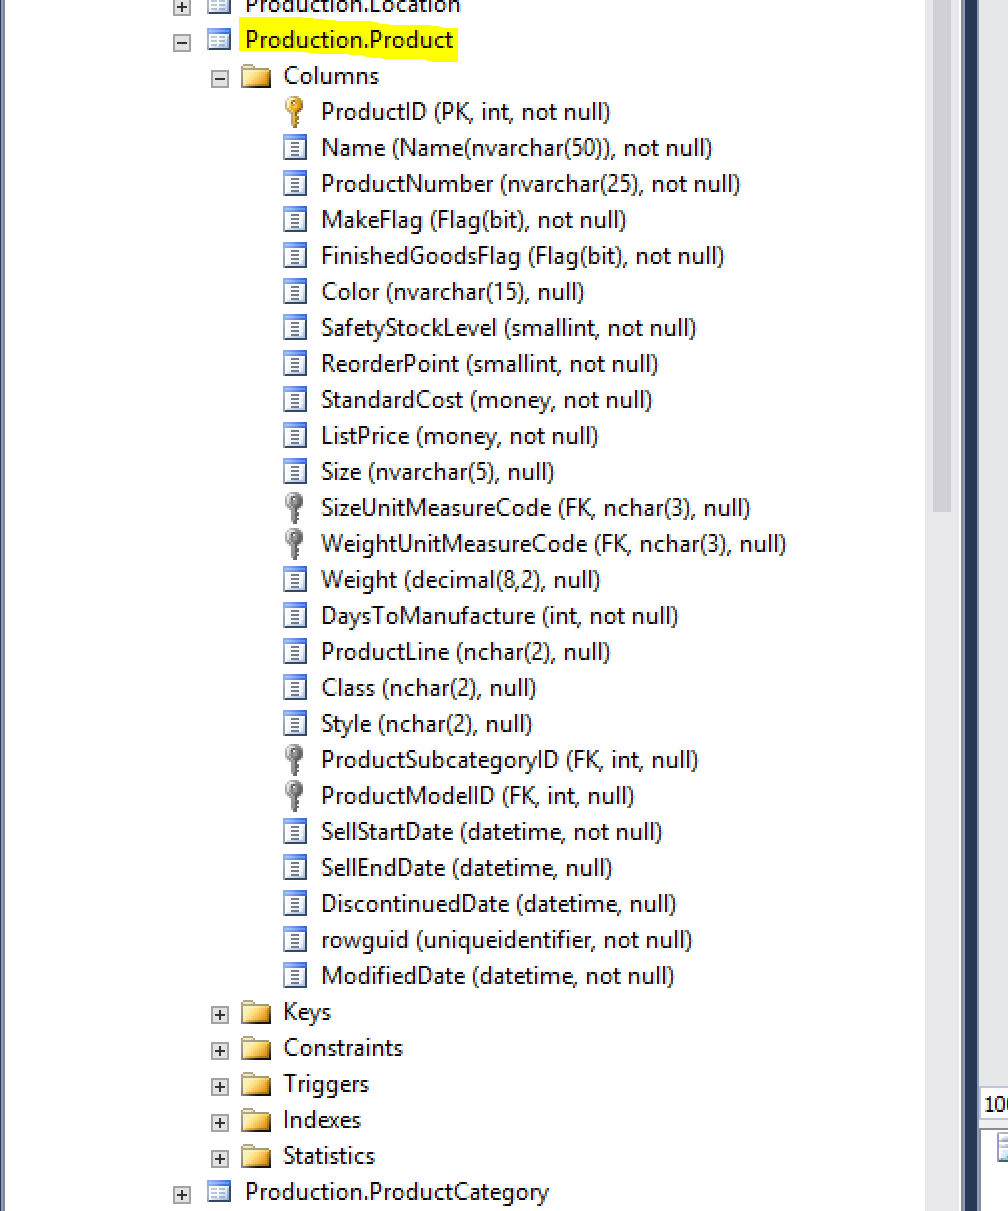 Production.Location
Production.Product
Columns
ProductID (PK, int, not null)
Name (Name(nvarchar(50)), not null)
ProductNumber (nvarchar(25), not null)
MakeFlag (Flag(bit), not null)
FinishedGoodsFlag (Flag(bit), not null)
Color (nvarchar(15), null)
SafetyStockLevel (smallint, not null)
ReorderPoint (smallint, not null)
StandardCost (money, not null)
ListPrice (money, not null)
Size (nvarchar(5), null)
SizeUnitMeasureCode (FK, nchar(3), null)
WeightUnitMeasureCode (FK, nchar(3), null)
Weight (decimal(8,2), null)
DaysToManufacture (int, not null)
ProductLine (nchar(2), null)
Class (nchar(2), null)
Style (nchar(2), null)
ProductSubcategoryID (FK, int, null)
ProductModelID (FK, int, null)
SellStartDate (datetime, not null)
SellEndDate (datetime, null)
DiscontinuedDate (datetime, null)
rowguid (uniqueidentifier, not null)
ModifiedDate (datetime, not null)
Keys
Constraints
Triggers
Indexes
Statistics
Production.ProductCategory